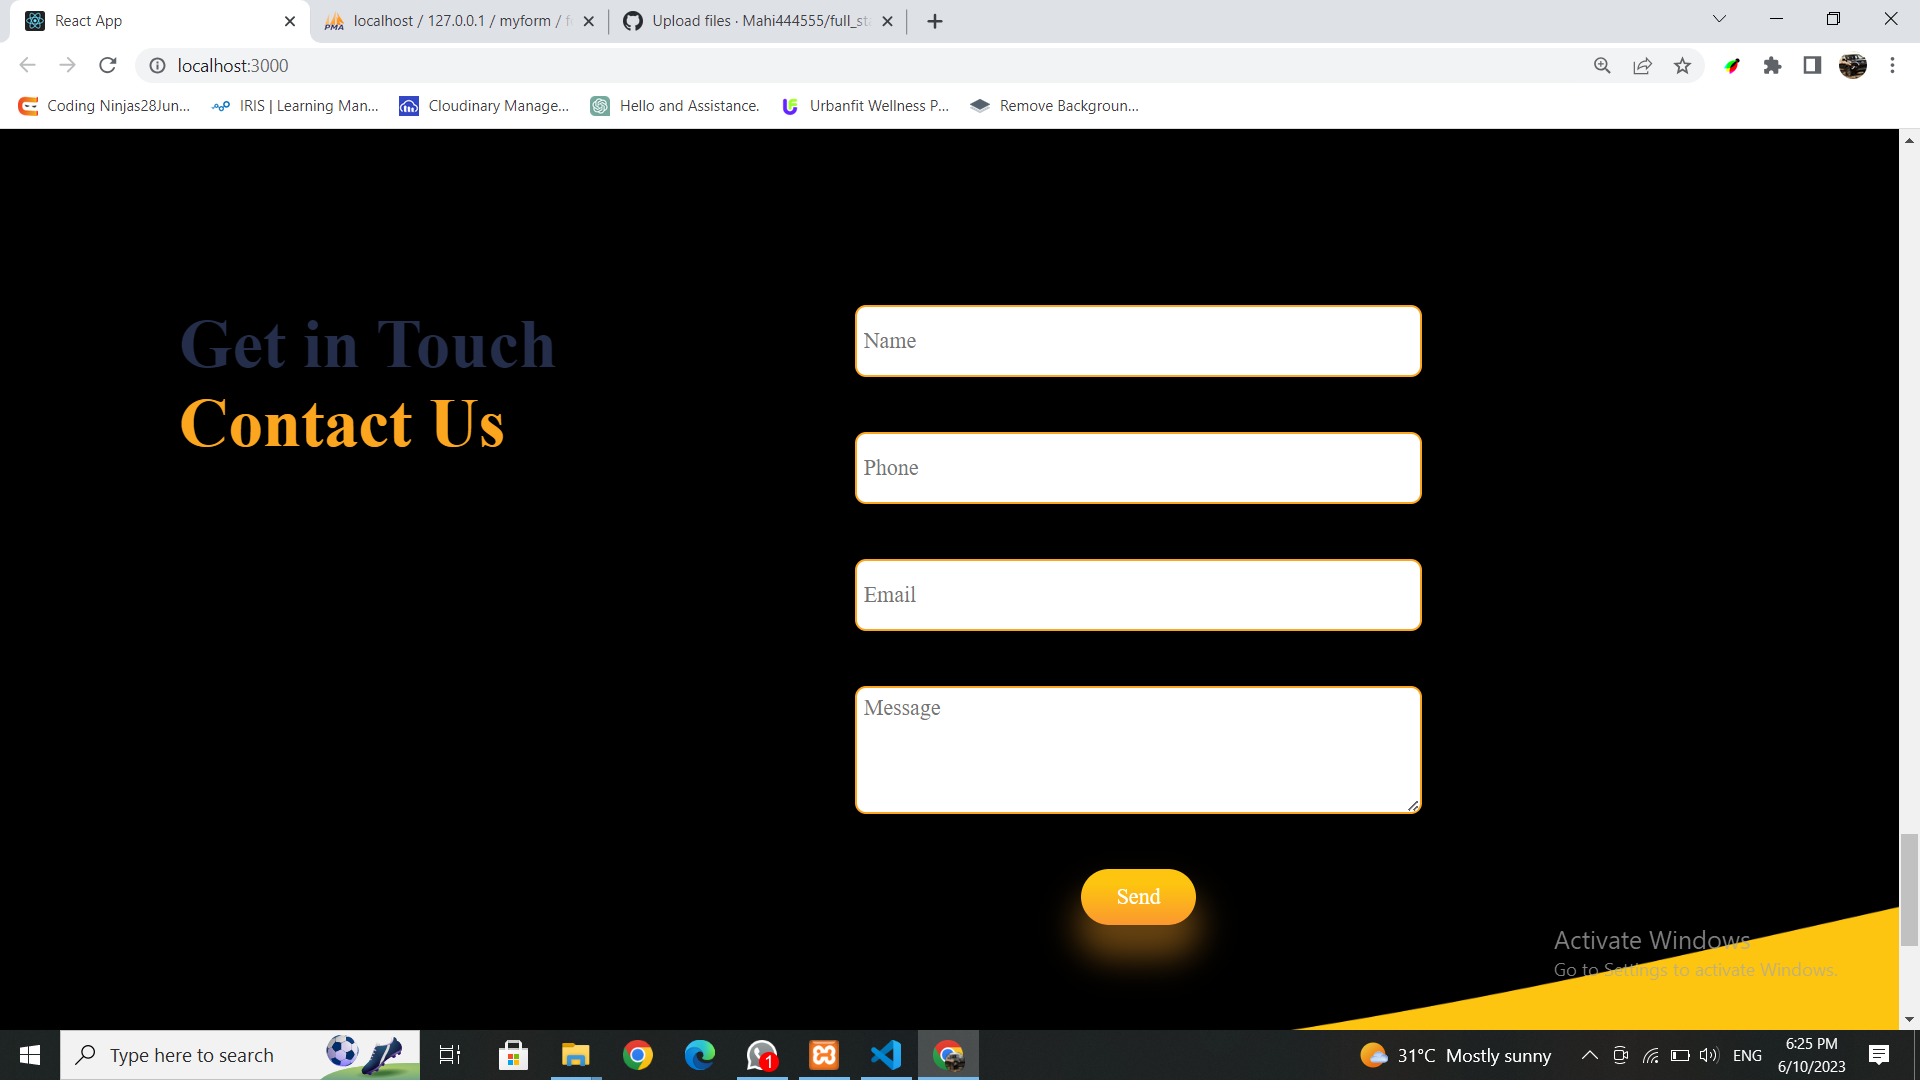 React App
localhost / 127.0.0.1 / myform / f
Upload files · Mahi444555/full_st
localhost:3000
Coding Ninjas28Jun...
IRIS | Learning Man...
Cloudinary Manage...
Hello and Assistance.
Urbanfit Wellness P...
Remove Backgroun...
Get in Touch
Contact Us
Name
Phone
Email
Message
Send
Activate Windows
Go to Settings to activate Windows.
Type here to search
1
31°C Mostly sunny
ENG
6:25 PM
6/10/2023